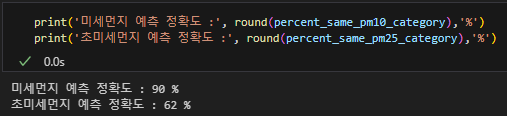 print('미세먼지 예측 정확도 :', round(percent_same_pm10_category),'%')
print('초미세먼지 예측 정확도 :', round(percent_same_pm25_category),'%')
0.0s
미세먼지 예측 정확도 : 90 %
초미세먼지 예측 정확도 : 62 %